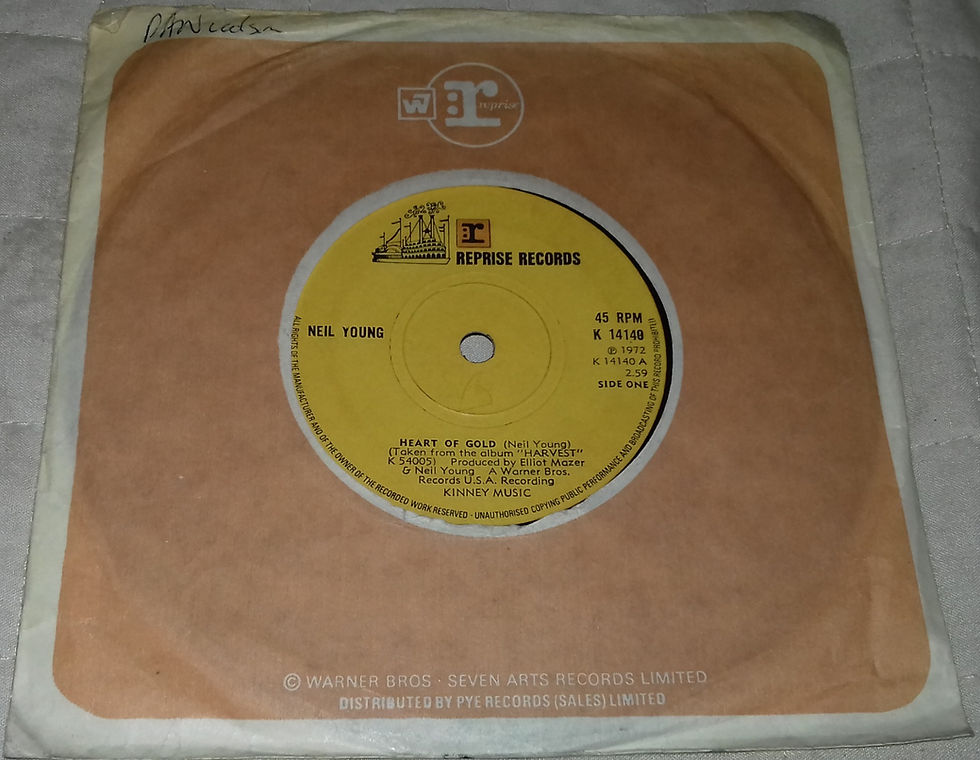 W7
r:
reprise
r:
REPRISE RECORDS
NEIL YOUNG
45 RPM
K 14140
℗ 1972
K 14140 A
2.59
SIDE ONE
HEART OF GOLD (Neil Young)
(Taken from the album "HARVEST"
K 54005) Produced by Elliot Mazer
& Neil Young A Warner Bros.
Records U.S.A. Recording
KINNEY MUSIC
ALL RIGHTS OF THE MANUFACTURER AND OF THE OWNER OF THE RECORDED WORK RESERVED - UNAUTHORISED COPYING PUBLIC PERFORMANCE AND BROADCASTING OF THIS RECORD PROHIBITED
© WARNER BROS · SEVEN ARTS RECORDS LIMITED
DISTRIBUTED BY PYE RECORDS (SALES) LIMITED